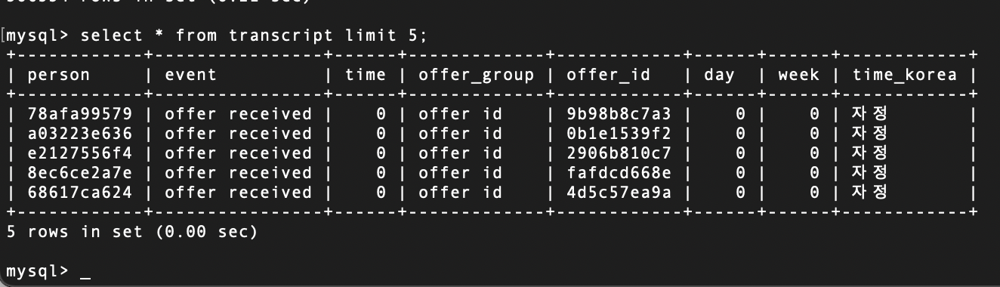 mysql> select * from transcript limit 5;
+------------+----------------+------+-------------+------------+------+------+------------+
| person     | event          | time | offer_group | offer_id   | day  | week | time_korea |
+------------+----------------+------+-------------+------------+------+------+------------+
| 78afa99579 | offer received |    0 | offer id    | 9b98b8c7a3 |    0 |    0 | 자정       |
| a03223e636 | offer received |    0 | offer id    | 0b1e1539f2 |    0 |    0 | 자정       |
| e2127556f4 | offer received |    0 | offer id    | 2906b810c7 |    0 |    0 | 자정       |
| 8ec6ce2a7e | offer received |    0 | offer id    | fafdcd668e |    0 |    0 | 자정       |
| 68617ca624 | offer received |    0 | offer id    | 4d5c57ea9a |    0 |    0 | 자정       |
+------------+----------------+------+-------------+------------+------+------+------------+
5 rows in set (0.00 sec)
mysql> _